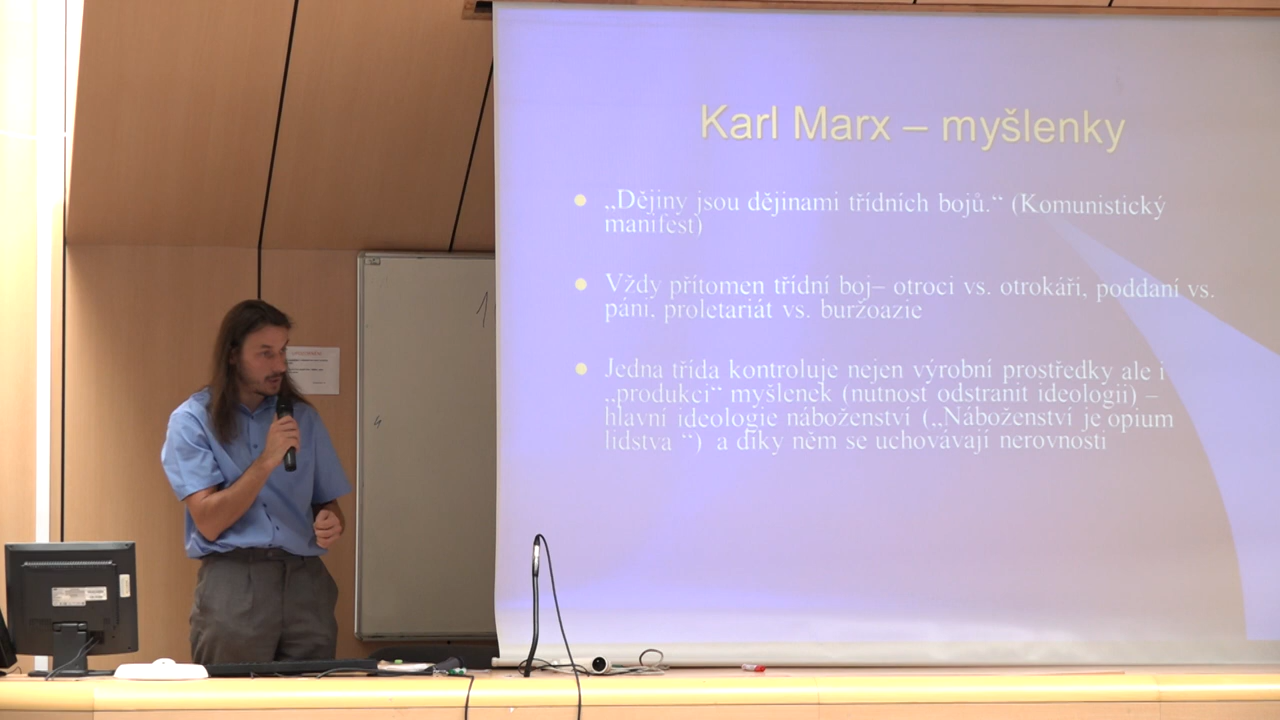 Karl Marx – myšlenky
„Dějiny jsou dějinami třídních bojů.“ (Komunistický
manifest)
Vždy přítomen třídní boj– otroci vs. otrokáři, poddaní vs.
páni, proletariát vs. buržoazie
Jedna třída kontroluje nejen výrobní prostředky ale i
„produkci“ myšlenek (nutnost odstranit ideologii) –
hlavní ideologie náboženství („Náboženství je opium
lidstva “)  a díky něm se uchovávají nerovnosti